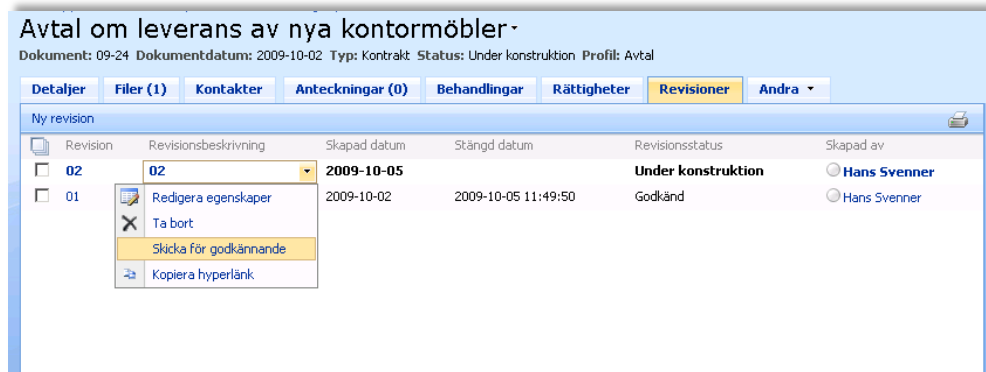 Avtal om leverans av nya kontormöbler
Dokument: 09-24 Dokumentdatum: 2009-10-02 Typ: Kontrakt Status: Under konstruktion Profil: Avtal
Detaljer Filer (1) Kontakter Anteckningar (0) Behandlingar Rättigheter Revisioner Andra
Ny revision
Revision Revisionsbeskrivning Skapad datum Stängd datum Revisionsstatus Skapad av
02 02 2009-10-05 Under konstruktion Hans Svenner
01 2009-10-02 2009-10-05 11:49:50 Godkänd Hans Svenner
Redigera egenskaper
Ta bort
Skicka för godkännande
Kopiera hyperlänk